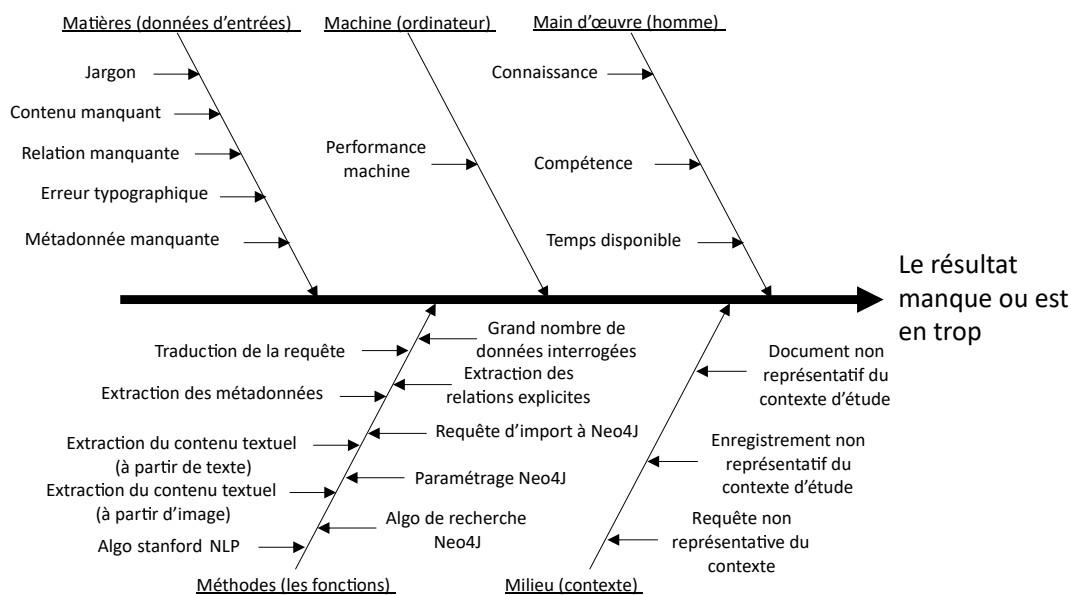 Matières (données d'entrées)
Machine (ordinateur)
Main d'œuvre (homme)
Jargon
Contenu manquant
Relation manquante
Erreur typographique
Métadonnée manquante
Performance
machine
Connaissance
Compétence
Temps disponible
Le résultat
manque ou est
en trop
Traduction de la requête
Extraction des métadonnées
Extraction du contenu textuel
(à partir de texte)
Extraction du contenu textuel
(à partir d'image)
Algo stanford NLP
Grand nombre de
données interrogées
Extraction des
relations explicites
Requête d'import à Neo4J
Paramétrage Neo4J
Algo de recherche
Neo4J
Document non
représentatif du
contexte d'étude
Enregistrement non
représentatif du
contexte d'étude
Requête non
représentative du
contexte
Méthodes (les fonctions)
Milieu (contexte)